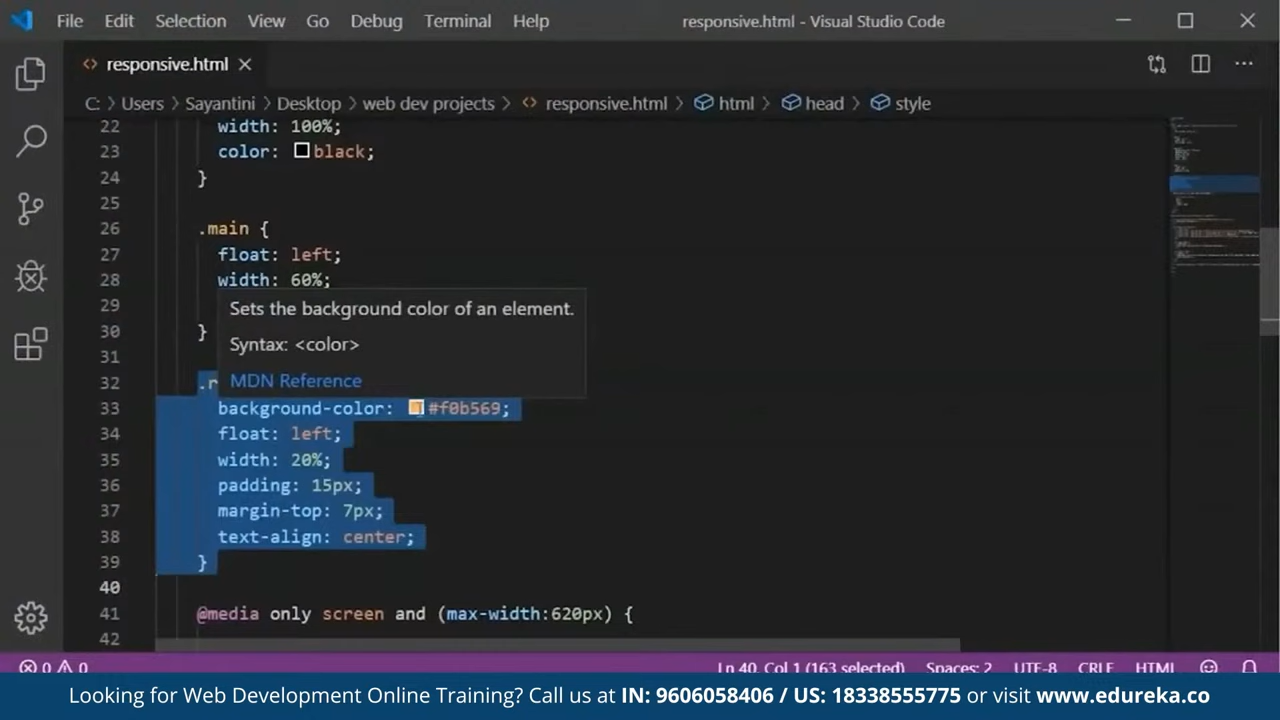 File Edit Selection View Go Debug Terminal Help responsive.html - Visual Studio Code
responsive.html
C: > Users > Sayantini > Desktop > web dev projects > responsive.html > html > head > style
22 width: 100%;
23 color: black;
24 }
25
26 .main {
27 float: left;
28 width: 60%;
29
30 }
31
Sets the background color of an element.
Syntax: <color>
MDN Reference
32 .r
33 background-color: #f0b569;
34 float: left;
35 width: 20%;
36 padding: 15px;
37 margin-top: 7px;
38 text-align: center;
39 }
40
41 @media only screen and (max-width:620px) {
42
0 0 Ln 40, Col 1 (163 selected) Spaces: 2 UTF-8 CRLF HTML
Looking for Web Development Online Training? Call us at IN: 9606058406 / US: 18338555775 or visit www.edureka.co